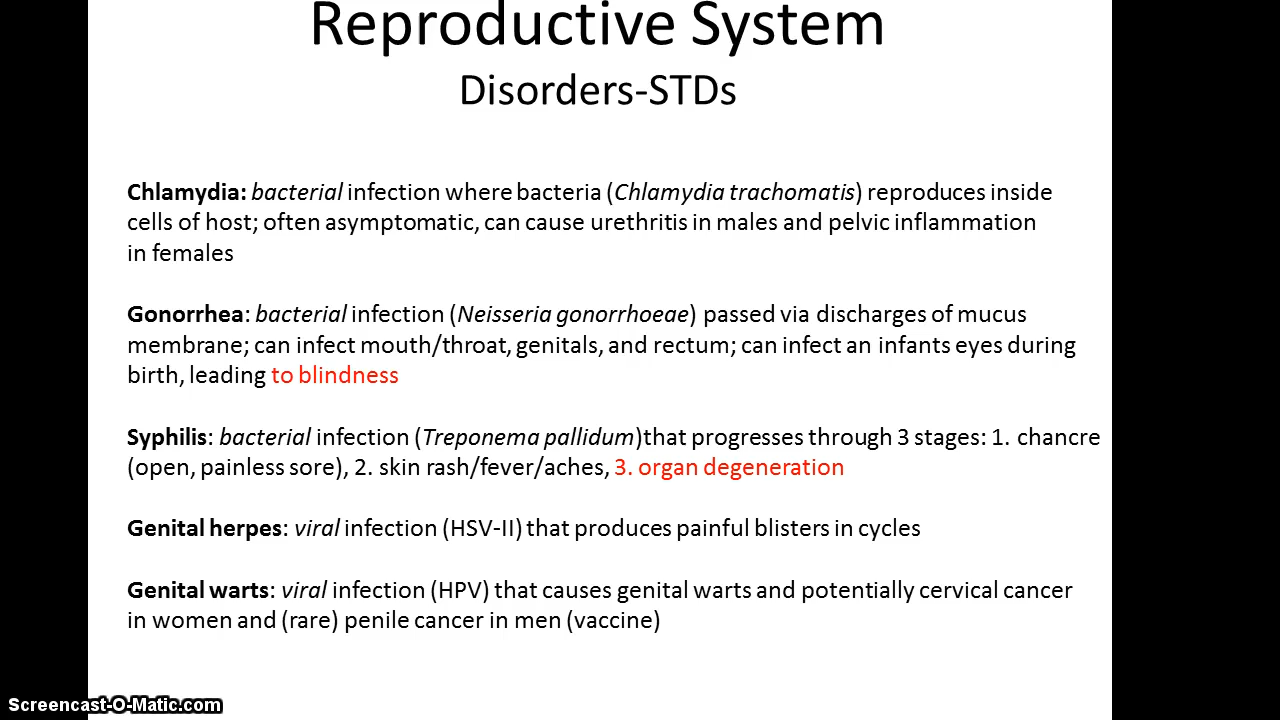 Reproductive System
Disorders-STDs
Chlamydia: bacterial infection where bacteria (Chlamydia trachomatis) reproduces inside
cells of host; often asymptomatic, can cause urethritis in males and pelvic inflammation
in females
Gonorrhea: bacterial infection (Neisseria gonorrhoeae) passed via discharges of mucus
membrane; can infect mouth/throat, genitals, and rectum; can infect an infants eyes during
birth, leading to blindness
Syphilis: bacterial infection (Treponema pallidum)that progresses through 3 stages: 1. chancre
(open, painless sore), 2. skin rash/fever/aches, 3. organ degeneration
Genital herpes: viral infection (HSV-II) that produces painful blisters in cycles
Genital warts: viral infection (HPV) that causes genital warts and potentially cervical cancer
in women and (rare) penile cancer in men (vaccine)
Screencast-O-Matic.com